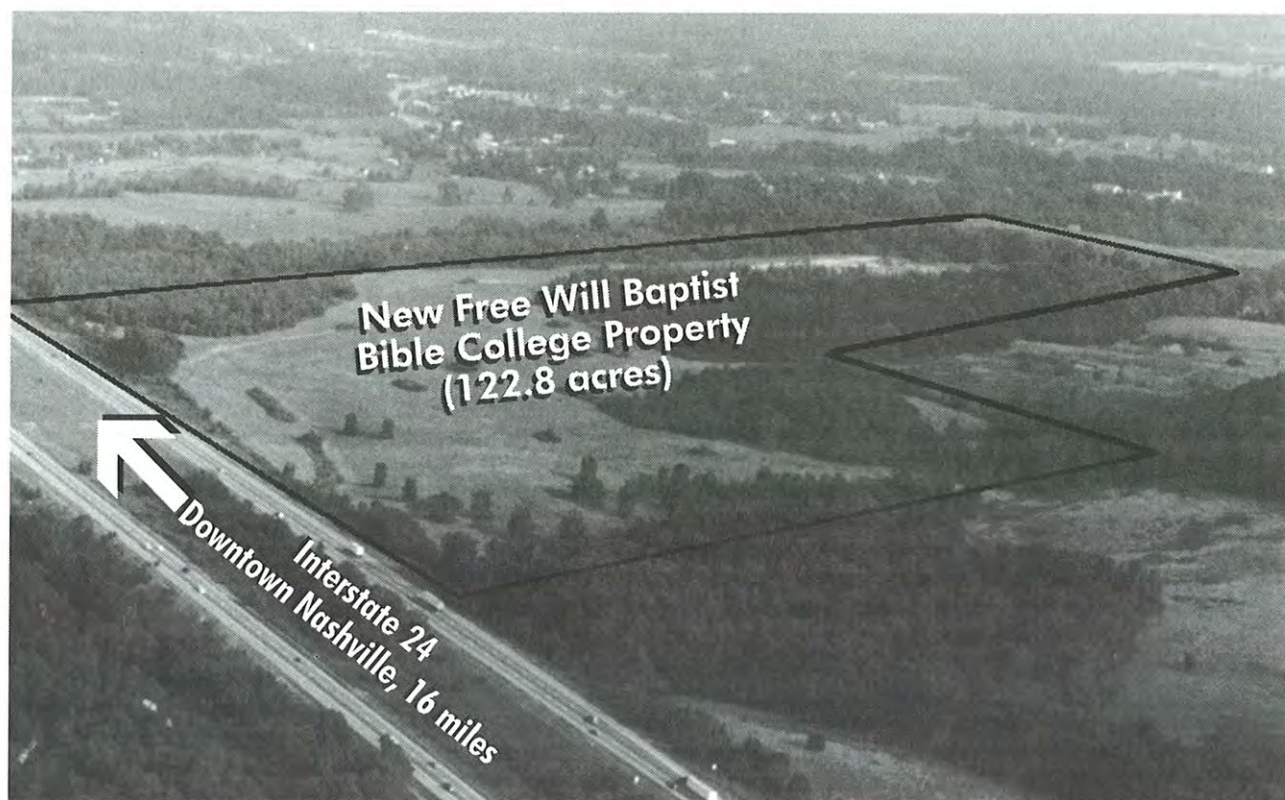 New Free Will Baptist
Bible College Property
(122.8 acres)
Interstate 24
Downtown Nashville, 16 miles